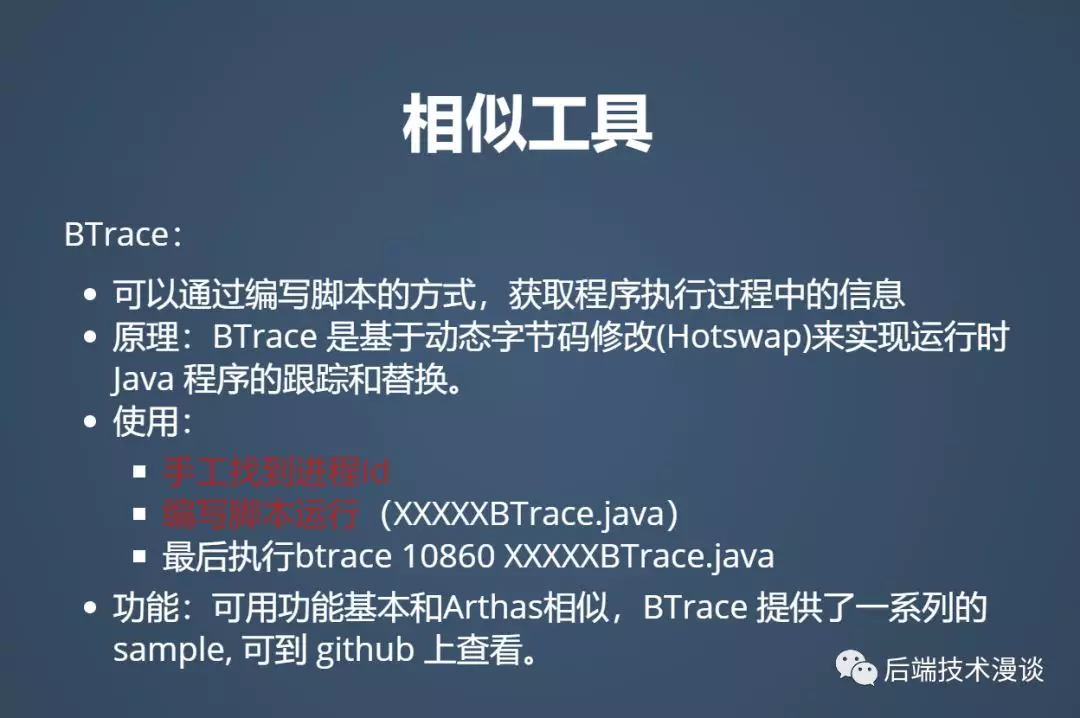 相似工具
BTrace：
可以通过编写脚本的方式，获取程序执行过程中的信息
原理：BTrace 是基于动态字节码修改(Hotswap)来实现运行时
Java 程序的跟踪和替换。
使用：
手工找到进程id
编写脚本运行（XXXXXBTrace.java）
最后执行btrace 10860 XXXXXBTrace.java
功能：可用功能基本和Arthas相似，BTrace 提供了一系列的
sample, 可到 github 上查看。
后端技术漫谈